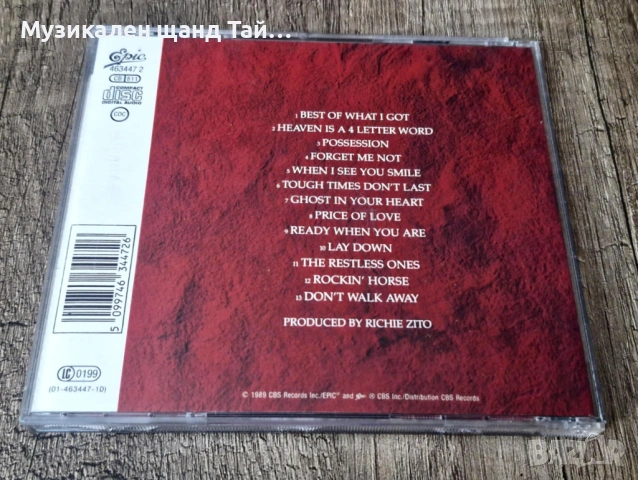 Музикален щанд Тай...
Epic
463447 2
CB 811
COMPACT
disc
DIGITAL AUDIO
CDC
1 BEST OF WHAT I GOT
2 HEAVEN IS A 4 LETTER WORD
3 POSSESSION
4 FORGET ME NOT
5 WHEN I SEE YOU SMILE
6 TOUGH TIMES DON'T LAST
7 GHOST IN YOUR HEART
8 PRICE OF LOVE
9 READY WHEN YOU ARE
10 LAY DOWN
11 THE RESTLESS ONES
12 ROCKIN' HORSE
13 DON'T WALK AWAY
PRODUCED BY RICHIE ZITO
5 099746 344726
LC 0199
(01-463447-10)
© 1989 CBS Records Inc./EPIC® and ℗ CBS Inc./Distribution CBS Records